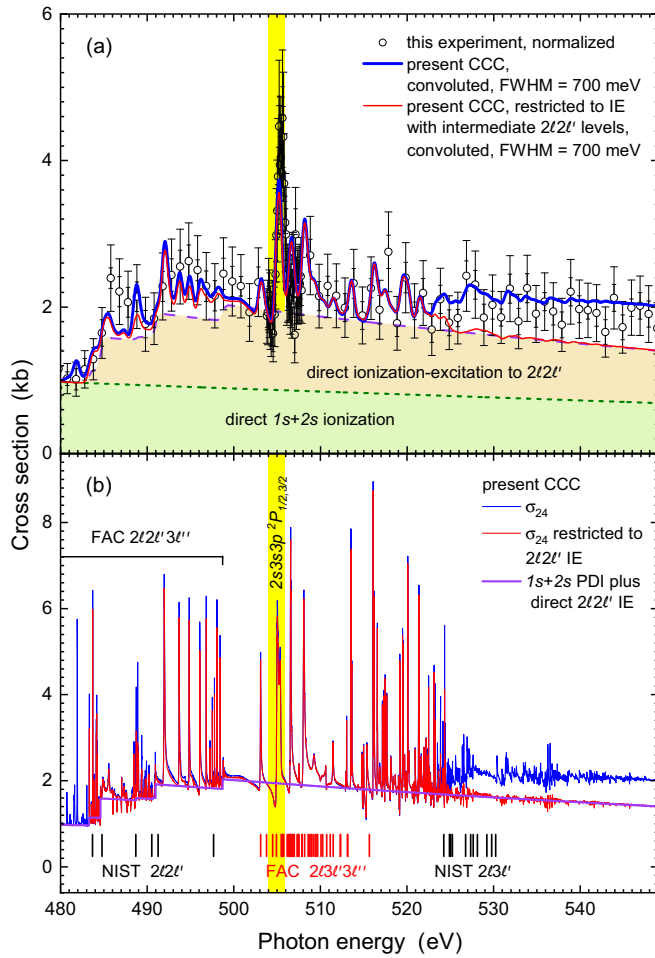 6
(a)
this experiment, normalized
present CCC,
convoluted, FWHM = 700 meV
present CCC, restricted to IE
with intermediate 2ℓ2ℓ′ levels,
convoluted, FWHM = 700 meV
4
2
direct ionization-excitation to 2ℓ2ℓ′
direct 1s+2s ionization
0
Cross section (kb)
(b)
present CCC
σ24
σ24 restricted to
2ℓ2ℓ′ IE
1s+2s PDI plus
direct 2ℓ2ℓ′ IE
FAC 2ℓ2ℓ′3ℓ′′
2s3s3p ²P1/2,3/2
8
6
4
2
0
NIST 2ℓ2ℓ′
FAC 2ℓ3ℓ′3ℓ′′
NIST 2ℓ3ℓ′
480 490 500 510 520 530 540
Photon energy (eV)